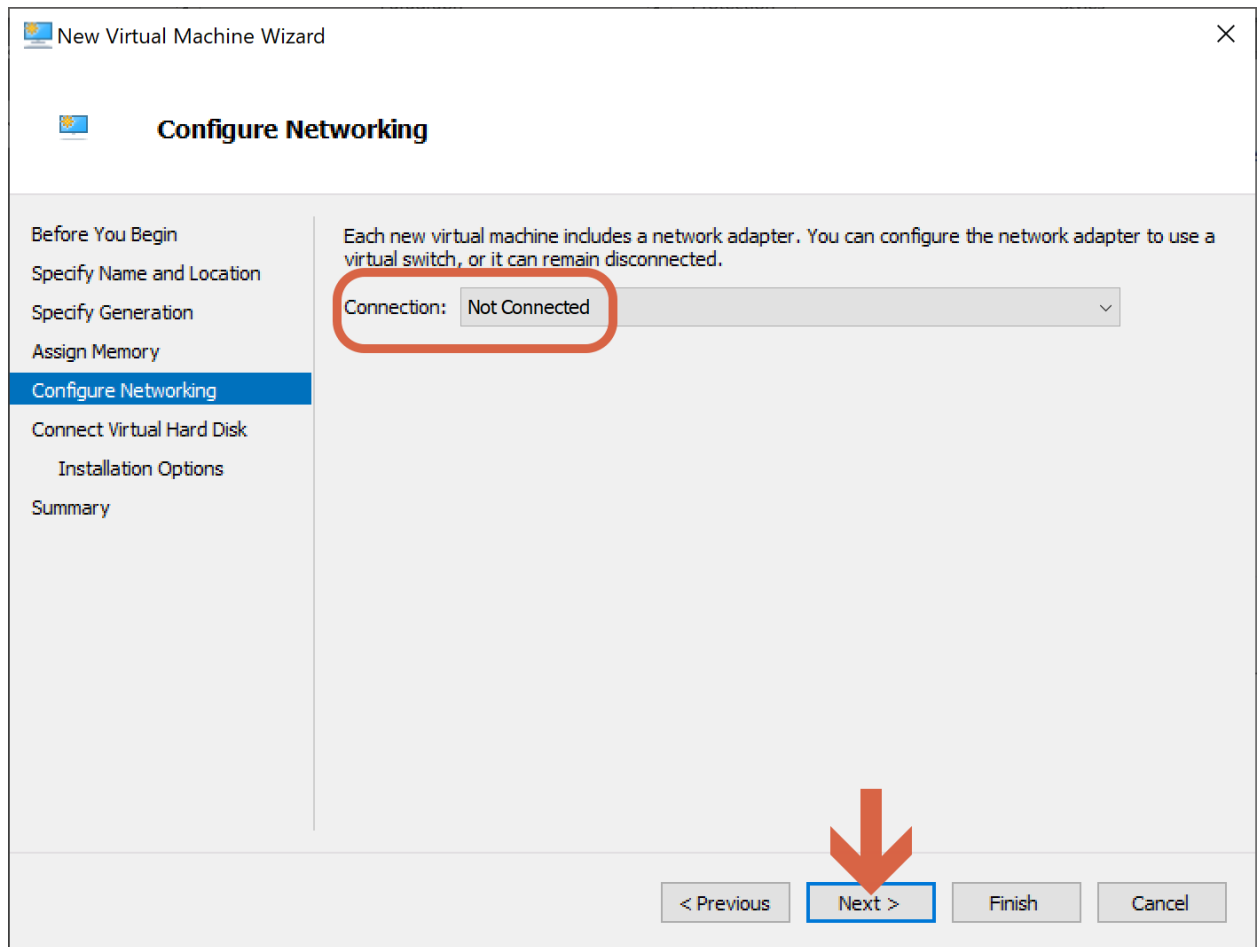 New Virtual Machine Wizard
Configure Networking
Before You Begin
Specify Name and Location
Specify Generation
Assign Memory
Configure Networking
Connect Virtual Hard Disk
Installation Options
Summary
Each new virtual machine includes a network adapter. You can configure the network adapter to use a
virtual switch, or it can remain disconnected.
Connection: Not Connected
< Previous Next > Finish Cancel